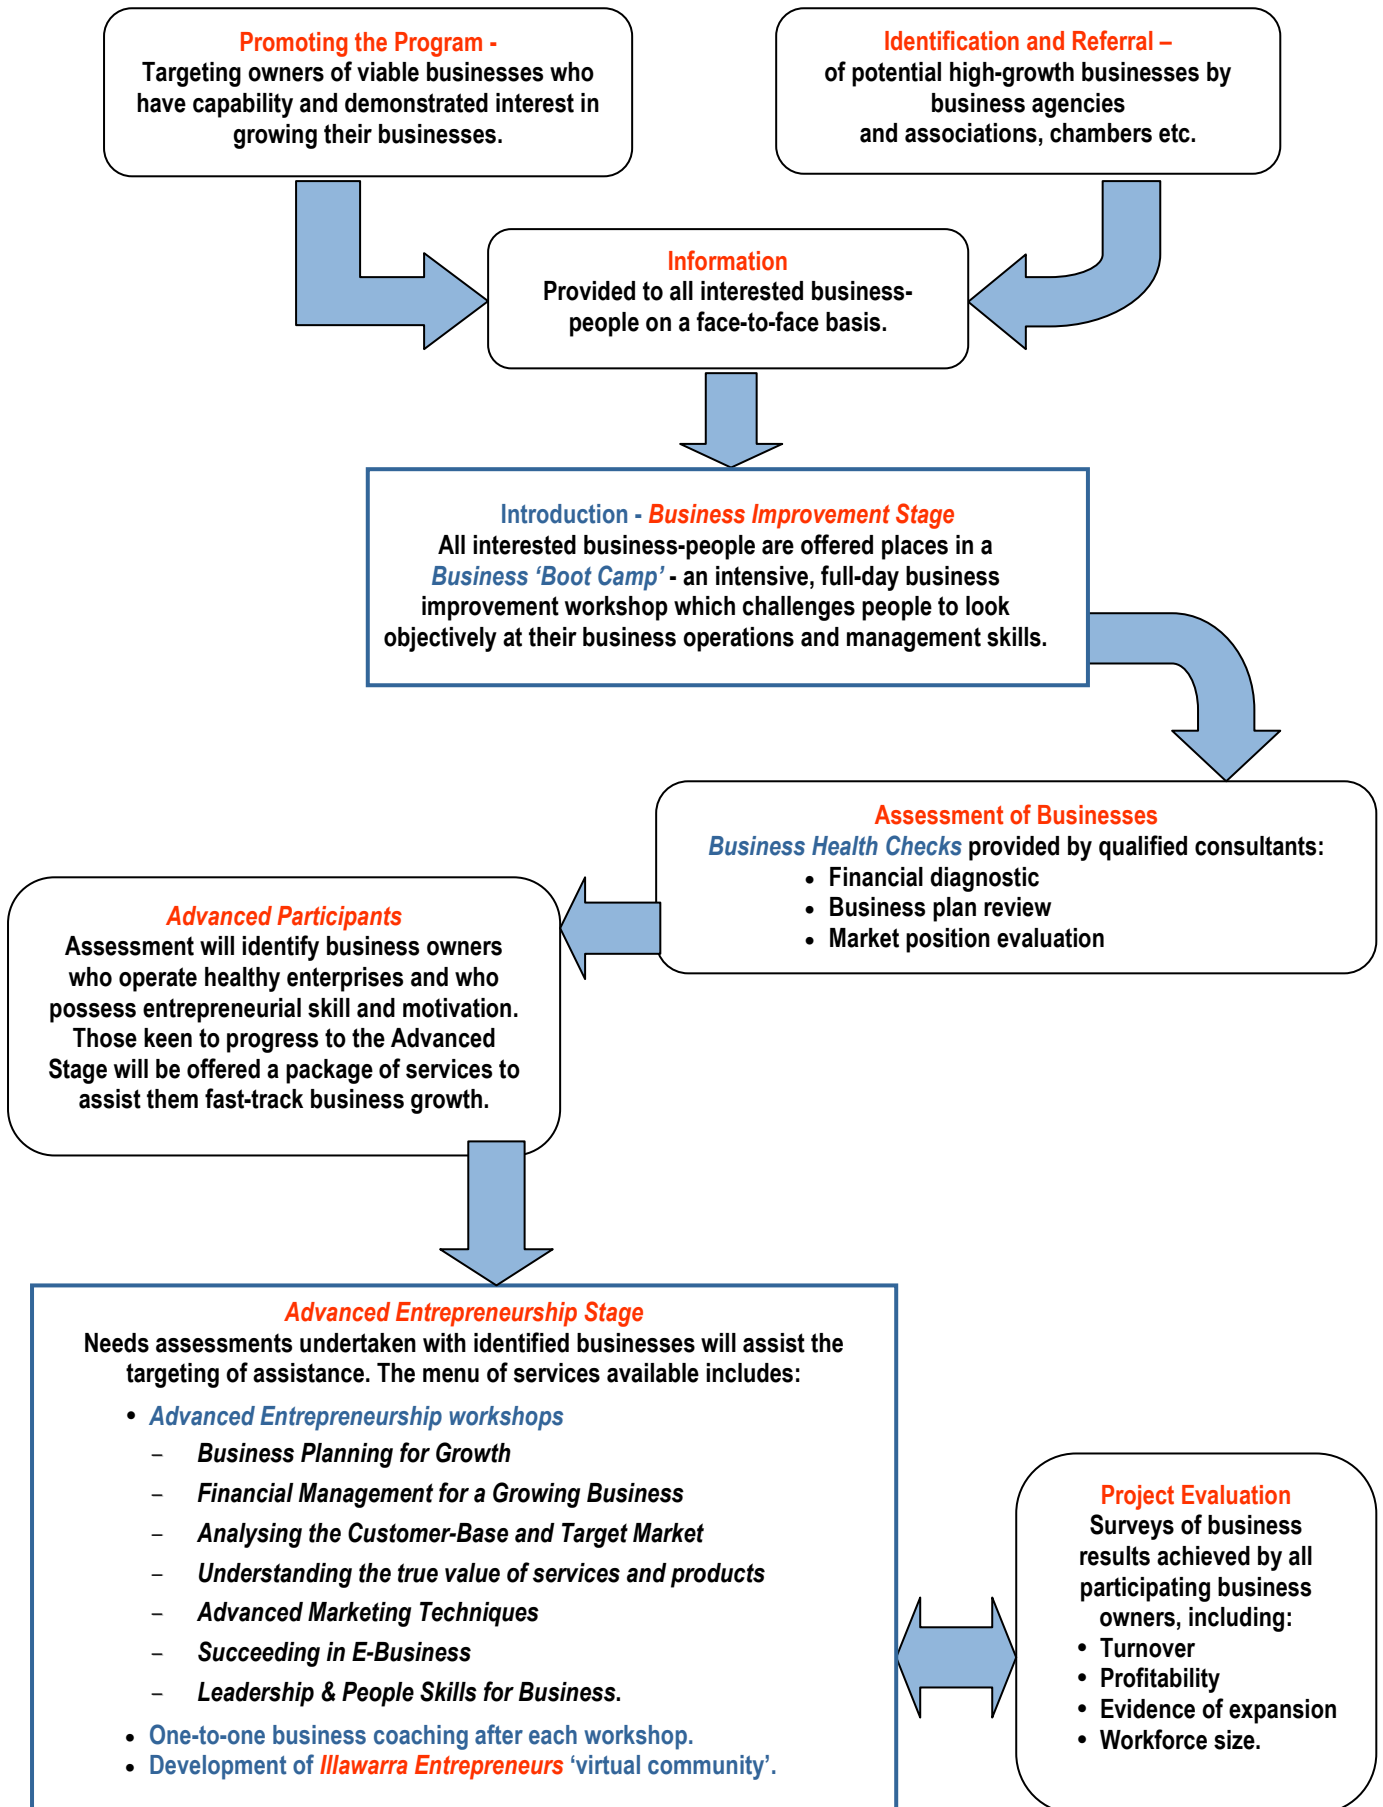 Promoting the Program -
Targeting owners of viable businesses who
have capability and demonstrated interest in
growing their businesses.
Identification and Referral –
of potential high-growth businesses by
business agencies
and associations, chambers etc.
Information
Provided to all interested business-
people on a face-to-face basis.
Introduction - Business Improvement Stage
All interested business-people are offered places in a
Business ‘Boot Camp’ - an intensive, full-day business
improvement workshop which challenges people to look
objectively at their business operations and management skills.
Assessment of Businesses
Business Health Checks provided by qualified consultants:
• Financial diagnostic
• Business plan review
• Market position evaluation
Advanced Participants
Assessment will identify business owners
who operate healthy enterprises and who
possess entrepreneurial skill and motivation.
Those keen to progress to the Advanced
Stage will be offered a package of services to
assist them fast-track business growth.
Advanced Entrepreneurship Stage
Needs assessments undertaken with identified businesses will assist the
targeting of assistance. The menu of services available includes:
• Advanced Entrepreneurship workshops
– Business Planning for Growth
– Financial Management for a Growing Business
– Analysing the Customer-Base and Target Market
– Understanding the true value of services and products
– Advanced Marketing Techniques
– Succeeding in E-Business
– Leadership & People Skills for Business.
• One-to-one business coaching after each workshop.
• Development of Illawarra Entrepreneurs ‘virtual community’.
Project Evaluation
Surveys of business
results achieved by all
participating business
owners, including:
• Turnover
• Profitability
• Evidence of expansion
• Workforce size.